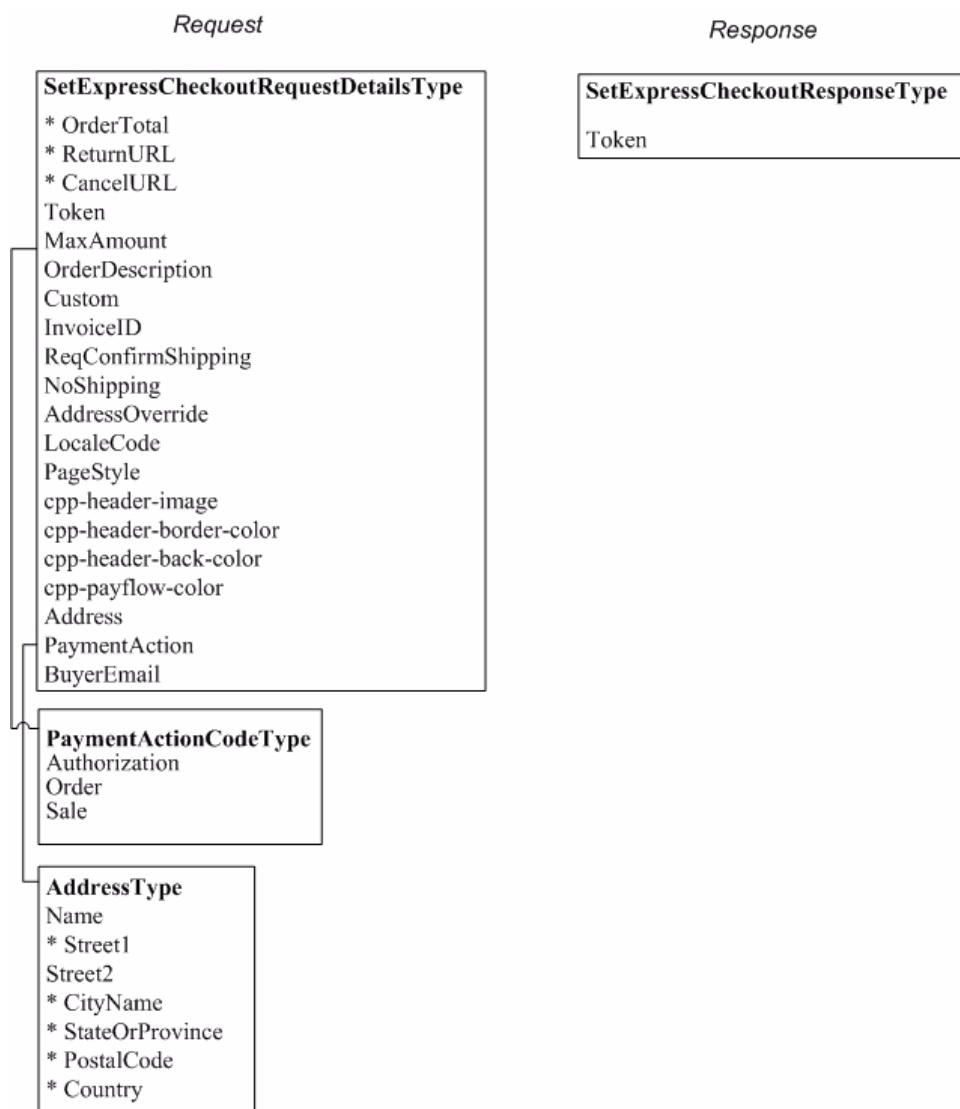 Request
Response
SetExpressCheckoutRequestDetailsType
* OrderTotal
* ReturnURL
* CancelURL
Token
MaxAmount
OrderDescription
Custom
InvoiceID
ReqConfirmShipping
NoShipping
AddressOverride
LocaleCode
PageStyle
cpp-header-image
cpp-header-border-color
cpp-header-back-color
cpp-payflow-color
Address
PaymentAction
BuyerEmail
SetExpressCheckoutResponseType
Token
PaymentActionCodeType
Authorization
Order
Sale
AddressType
Name
* Street1
Street2
* CityName
* StateOrProvince
* PostalCode
* Country